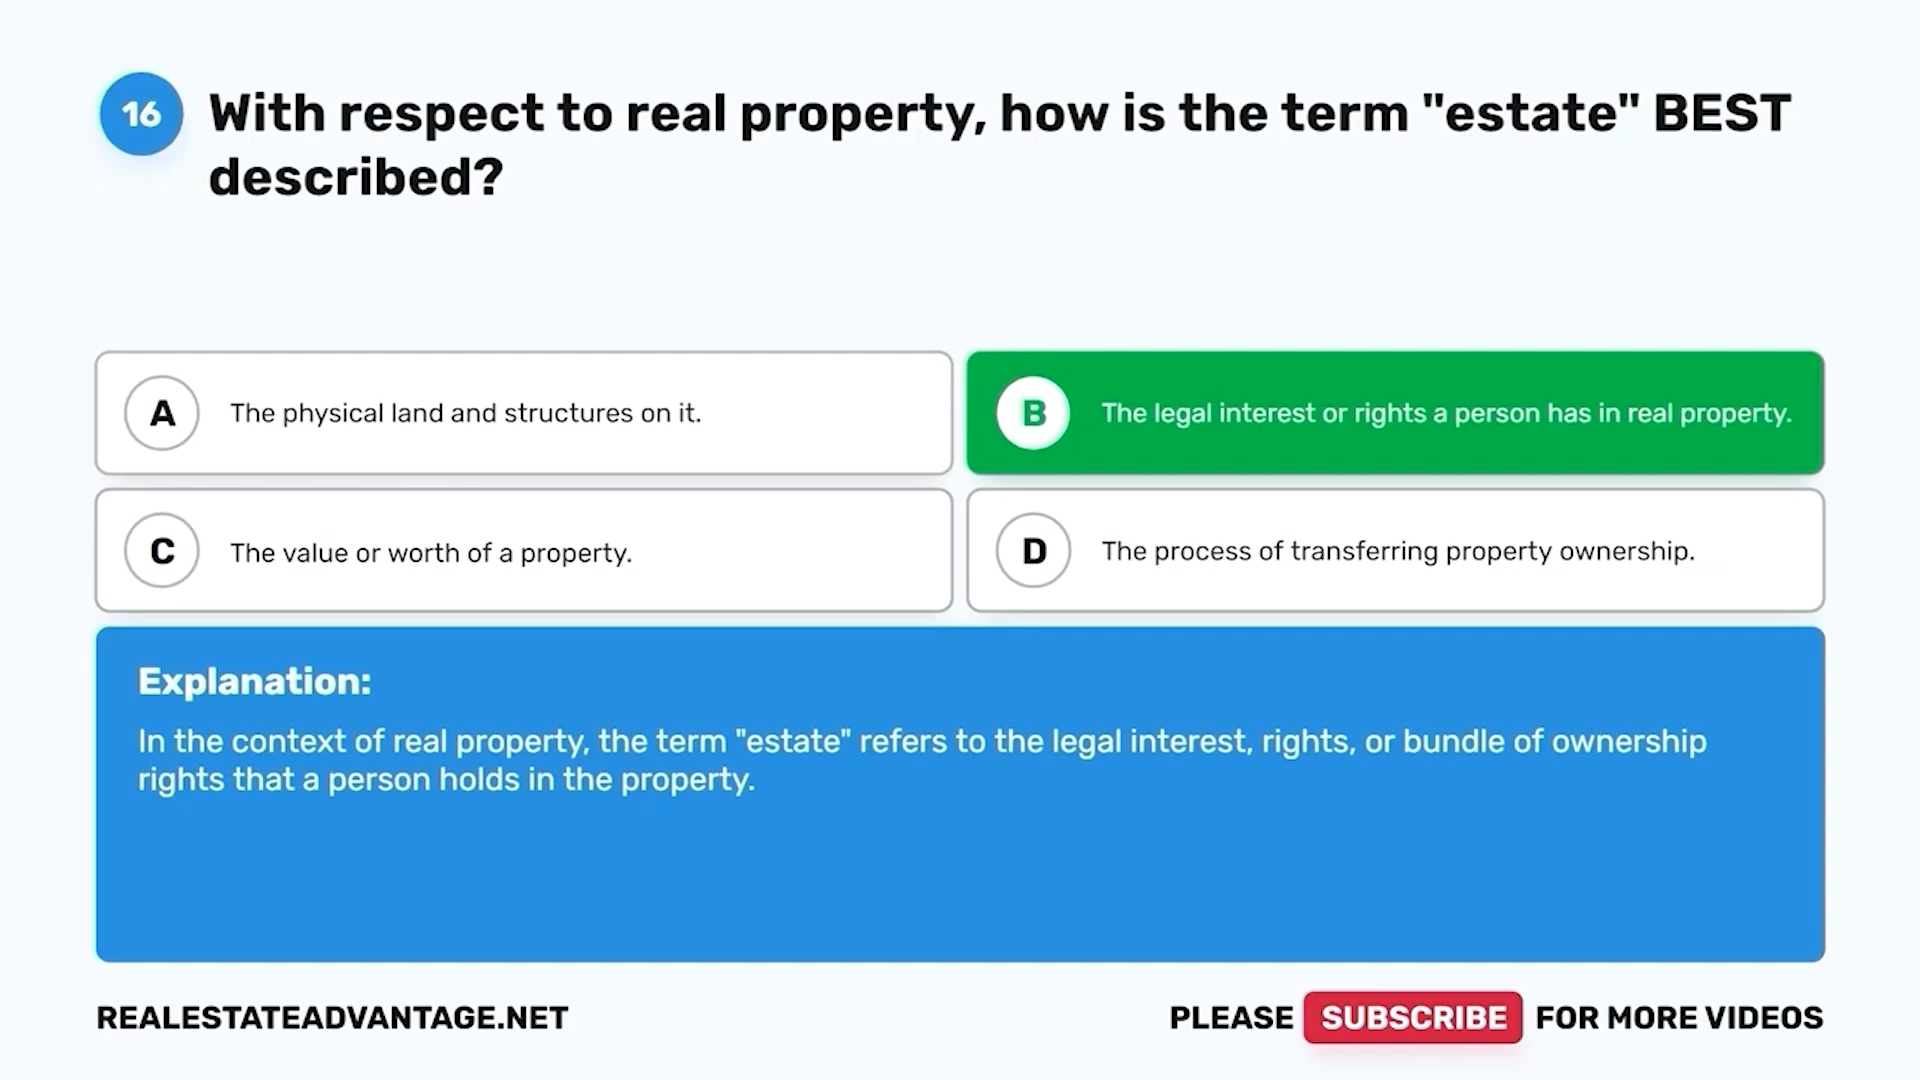 16
With respect to real property, how is the term "estate" BEST
described?
A
The physical land and structures on it.
B
The legal interest or rights a person has in real property.
C
The value or worth of a property.
D
The process of transferring property ownership.
Explanation:
In the context of real property, the term "estate" refers to the legal interest, rights, or bundle of ownership
rights that a person holds in the property.
REALESTATEADVANTAGE.NET
PLEASE SUBSCRIBE FOR MORE VIDEOS